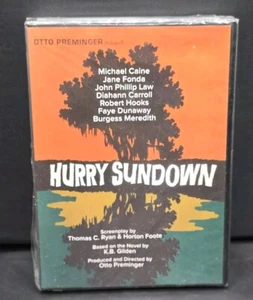 OTTO PREMINGER
Michael Caine
Jane Fonda
John Phillip Law
Diahann Carroll
Robert Hooks
Faye Dunaway
Burgess Meredith
HURRY SUNDOWN
Screenplay by
Thomas C. Ryan & Horton Foote
Based on the Novel by
K.B. Gilden
Produced and Directed by
Otto Preminger